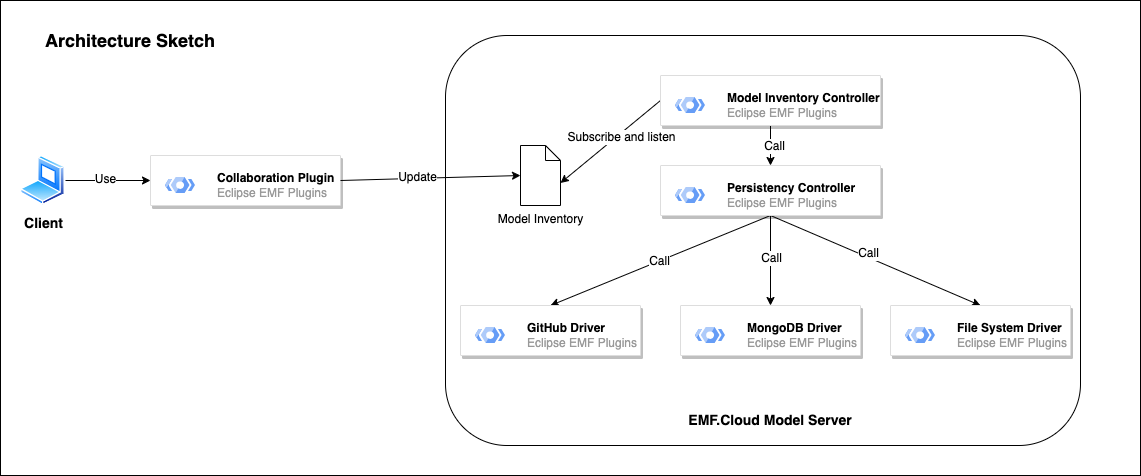 Architecture Sketch
Model Inventory Controller
Eclipse EMF Plugins
Subscribe and listen
Call
Use
Collaboration Plugin
Eclipse EMF Plugins
Update
Model Inventory
Persistency Controller
Eclipse EMF Plugins
Client
Call
Call
Call
GitHub Driver
Eclipse EMF Plugins
MongoDB Driver
Eclipse EMF Plugins
File System Driver
Eclipse EMF Plugins
EMF.Cloud Model Server